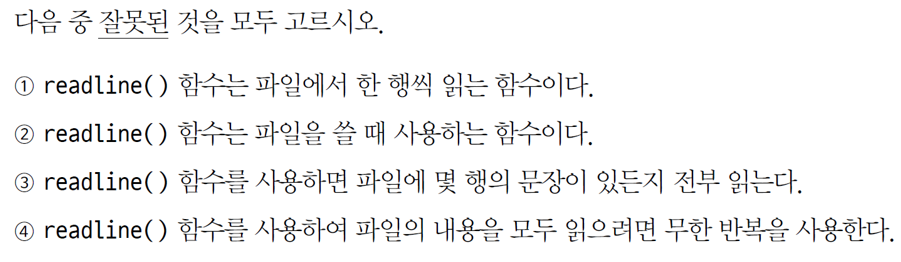 다음 중 잘못된 것을 모두 고르시오.
① readline() 함수는 파일에서 한 행씩 읽는 함수이다.
② readline() 함수는 파일을 쓸 때 사용하는 함수이다.
③ readline() 함수를 사용하면 파일에 몇 행의 문장이 있든지 전부 읽는다.
④ readline() 함수를 사용하여 파일의 내용을 모두 읽으려면 무한 반복을 사용한다.